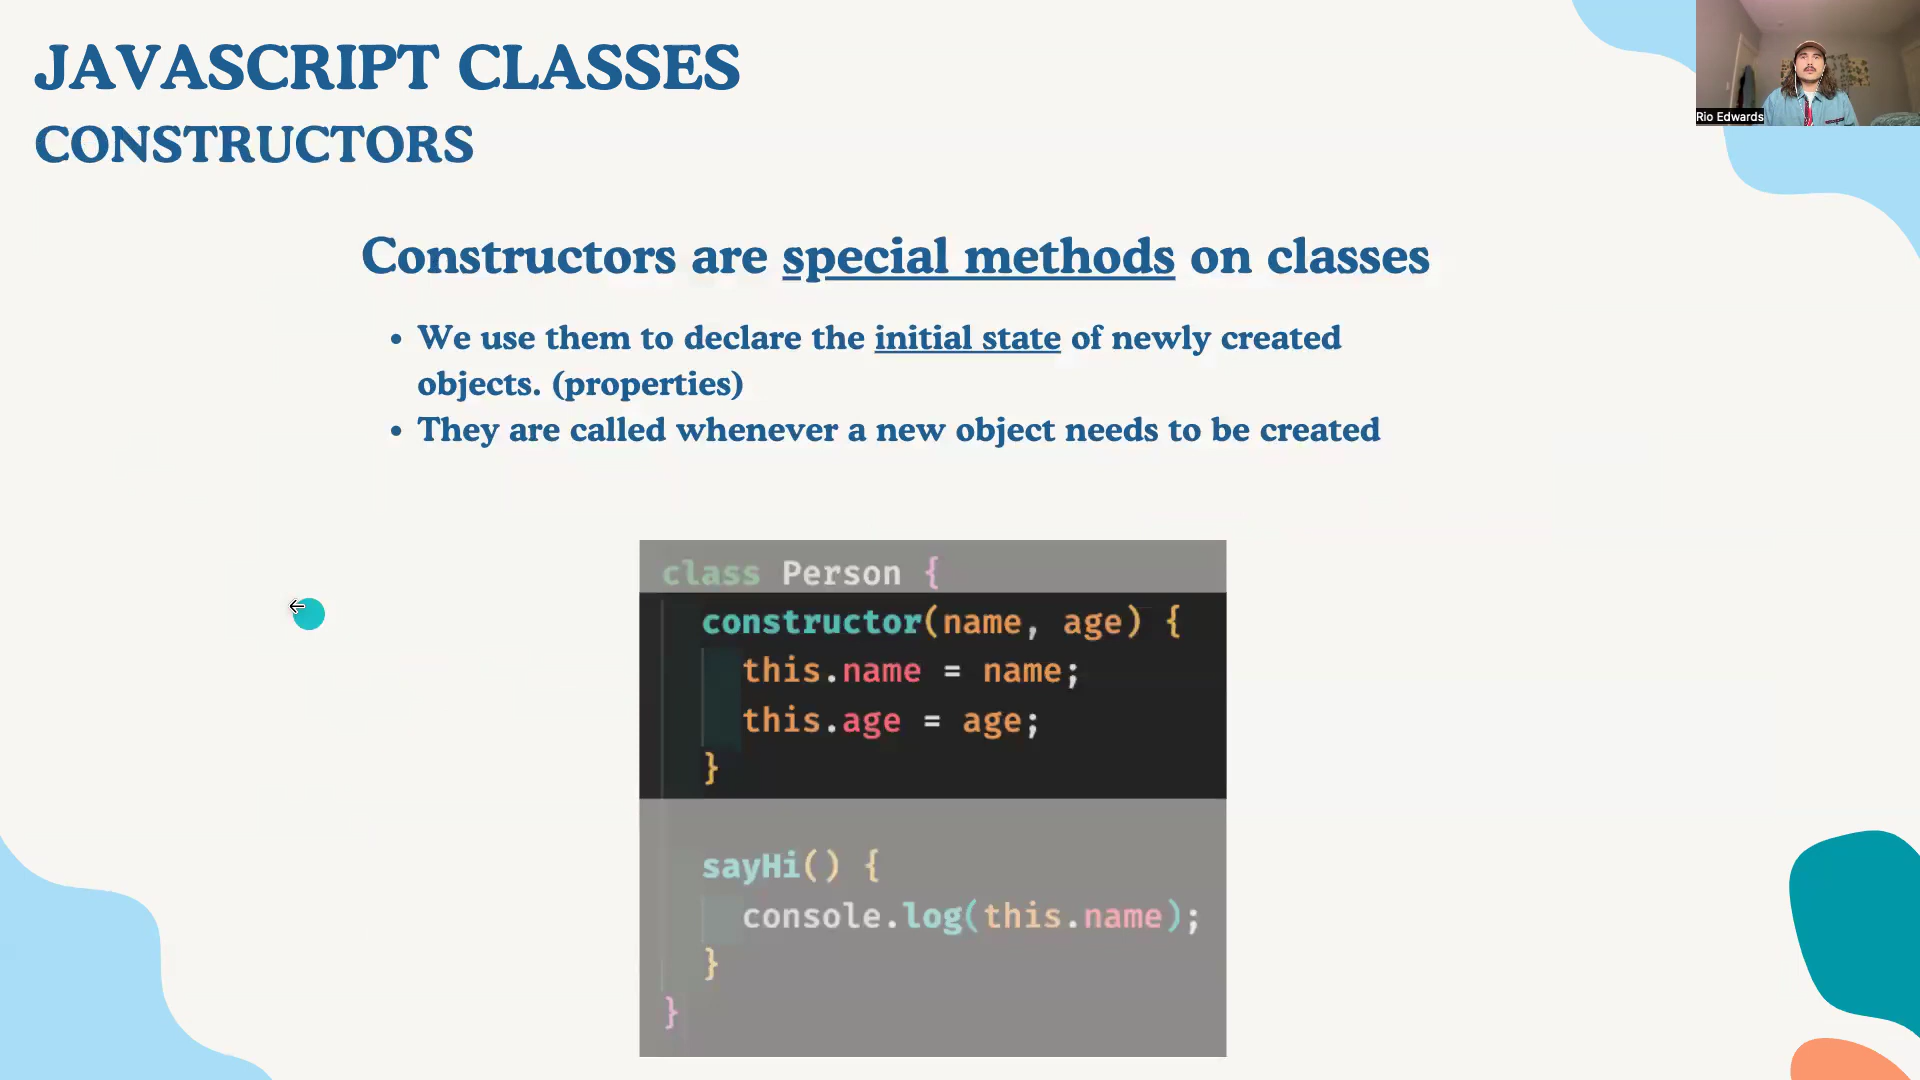 JAVASCRIPT CLASSES
CONSTRUCTORS
Rio Edwards
Constructors are special methods on classes
• We use them to declare the initial state of newly created
objects. (properties)
• They are called whenever a new object needs to be created
class Person {
constructor(name, age) {
this.name = name;
this.age = age;
}
sayHi() {
console.log(this.name);
}
}